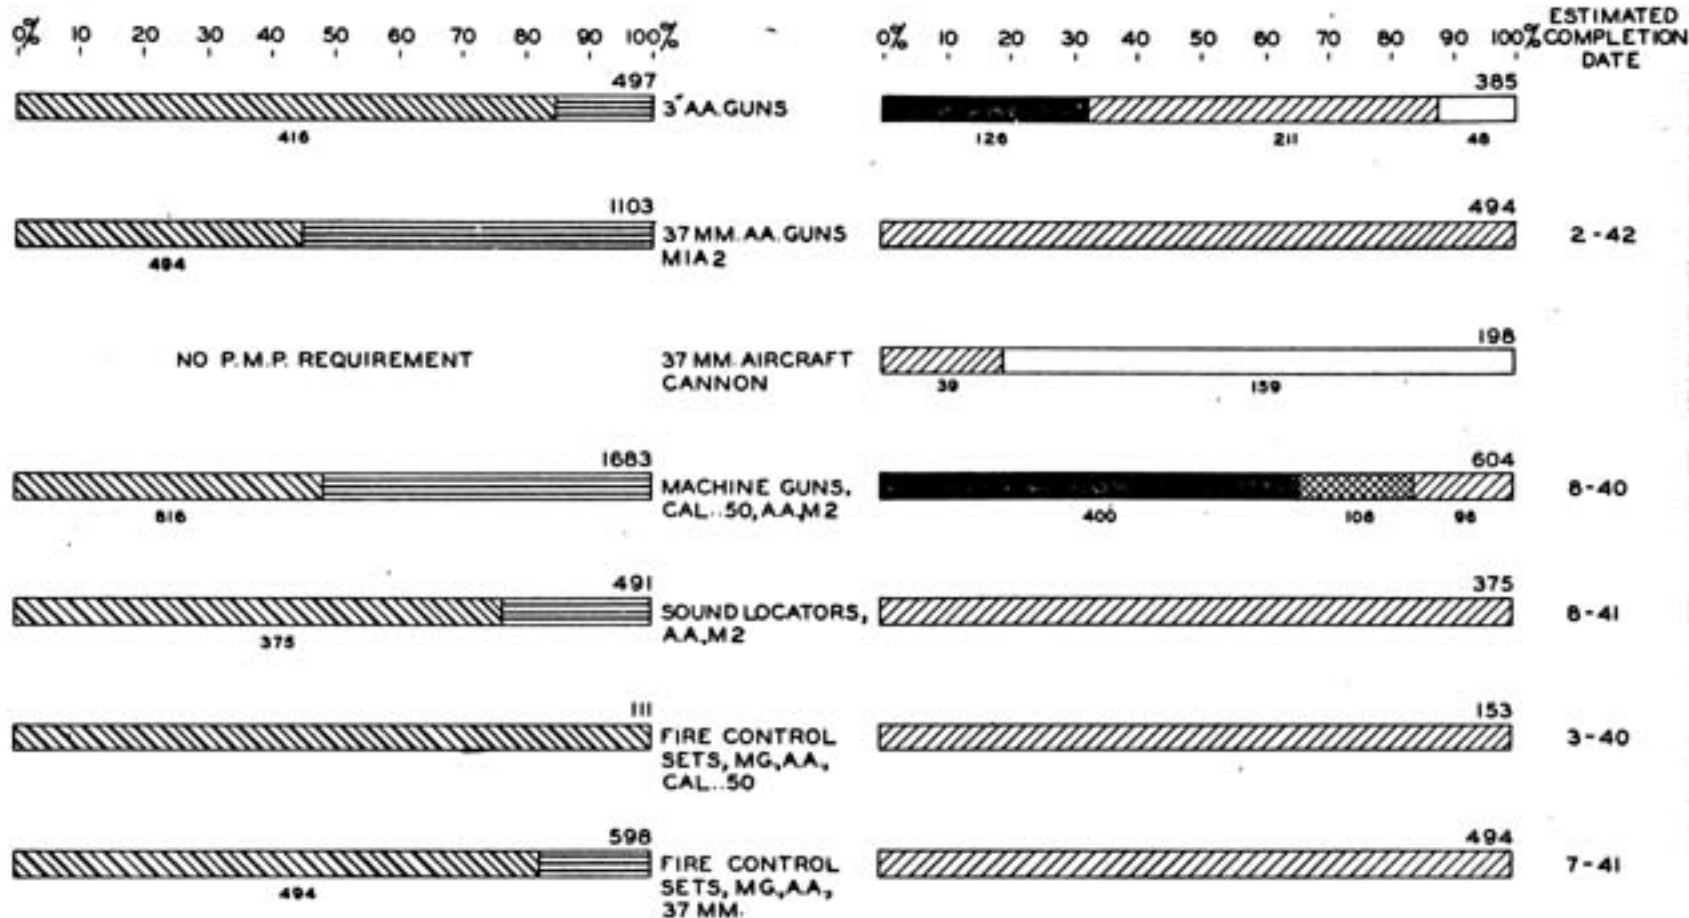 0% 10 20 30 40 50 60 70 80 90 100%
0% 10 20 30 40 50 60 70 80 90 100%
ESTIMATED
COMPLETION
DATE
497
416
3" A.A. GUNS
385
126 211 48
1103
494
37 MM. A.A. GUNS
M1A2
494
2-42
NO P.M.P. REQUIREMENT
37 MM. AIRCRAFT
CANNON
198
39 159
1683
816
MACHINE GUNS,
CAL..50, A.A., M2
604
400 108 96
8-40
491
375
SOUND LOCATORS,
A.A., M2
375
8-41
111
FIRE CONTROL
SETS, MG., A.A.,
CAL..50
153
3-40
598
494
FIRE CONTROL
SETS, MG., A.A.,
37 MM.
494
7-41